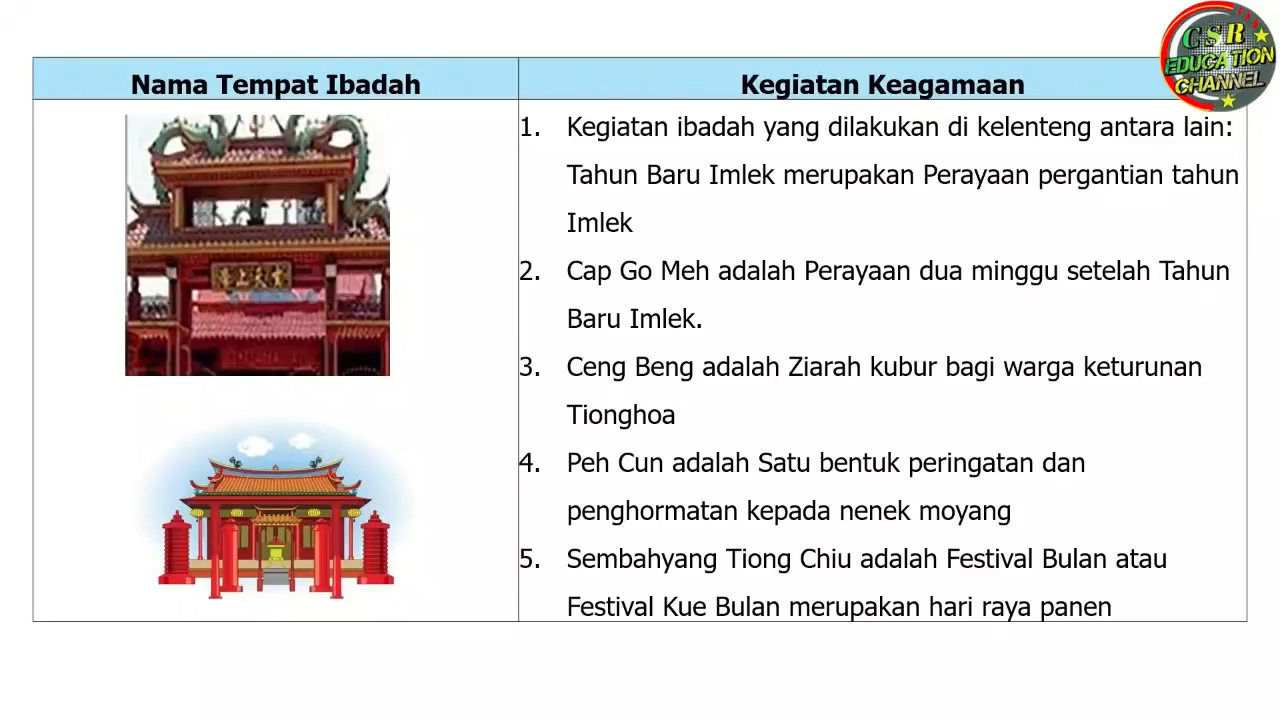 CSR
EDUCATION
CHANNEL
Nama Tempat Ibadah
Kegiatan Keagamaan
1. Kegiatan ibadah yang dilakukan di kelenteng antara lain:
Tahun Baru Imlek merupakan Perayaan pergantian tahun
Imlek
2. Cap Go Meh adalah Perayaan dua minggu setelah Tahun
Baru Imlek.
3. Ceng Beng adalah Ziarah kubur bagi warga keturunan
Tionghoa
4. Peh Cun adalah Satu bentuk peringatan dan
penghormatan kepada nenek moyang
5. Sembahyang Tiong Chiu adalah Festival Bulan atau
Festival Kue Bulan merupakan hari raya panen